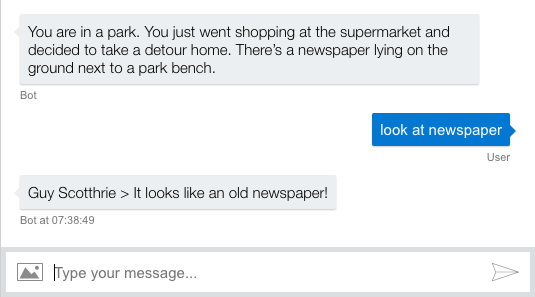 You are in a park. You just went shopping at the supermarket and
decided to take a detour home. There’s a newspaper lying on the
ground next to a park bench.
Bot
look at newspaper
User
Guy Scotthrie > It looks like an old newspaper!
Bot at 07:38:49
Type your message...